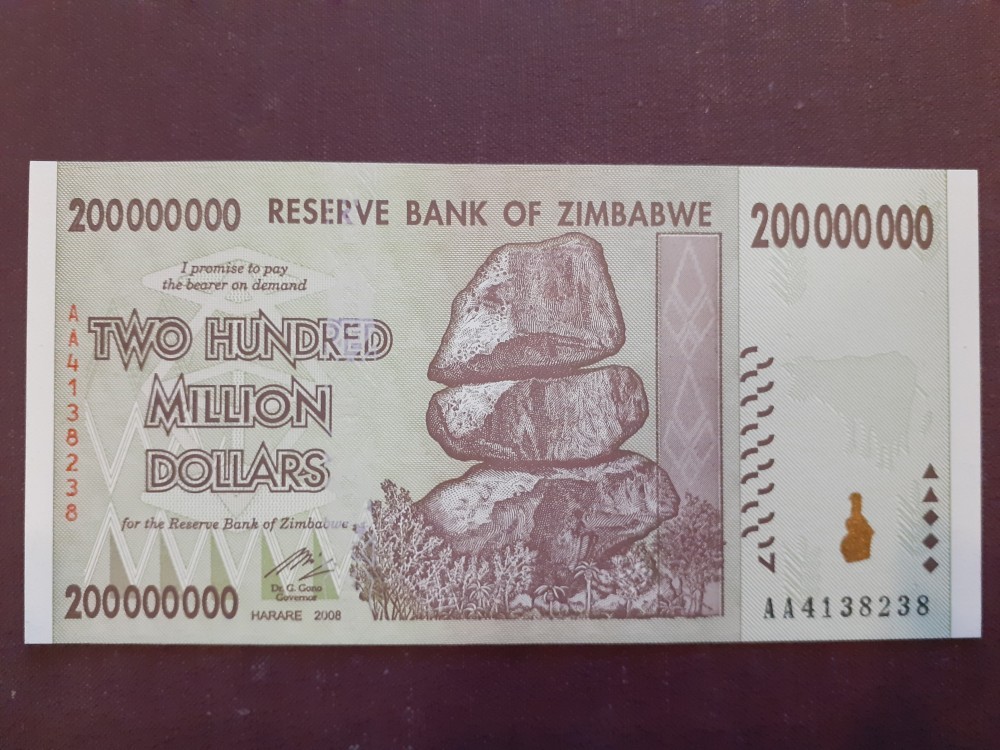 200000000 RESERVE BANK OF ZIMBABWE 200000000
I promise to pay
the bearer on demand
AA4138238
TWO HUNDRED
MILLION
DOLLARS
for the Reserve Bank of Zimbabwe
Dr. G. Gono
Governor
200000000 HARARE 2008
AA4138238